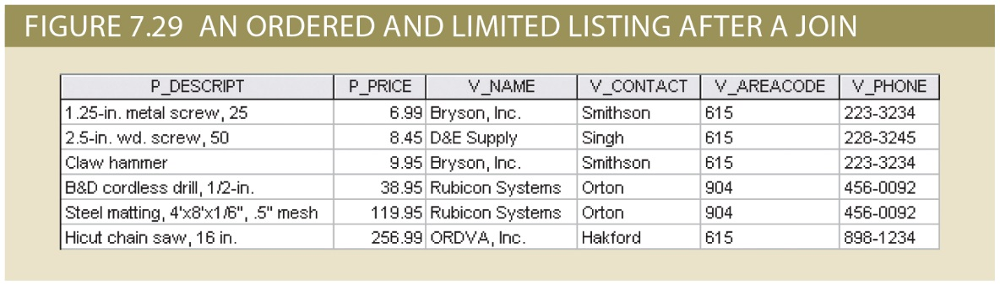 FIGURE 7.29 AN ORDERED AND LIMITED LISTING AFTER A JOIN
P_DESCRIPT P_PRICE V_NAME V_CONTACT V_AREACODE V_PHONE
1.25-in. metal screw, 25 6.99 Bryson, Inc. Smithson 615 223-3234
2.5-in. wd. screw, 50 8.45 D&E Supply Singh 615 228-3245
Claw hammer 9.95 Bryson, Inc. Smithson 615 223-3234
B&D cordless drill, 1/2-in. 38.95 Rubicon Systems Orton 904 456-0092
Steel matting, 4'x8'x1/6", .5" mesh 119.95 Rubicon Systems Orton 904 456-0092
Hicut chain saw, 16 in. 256.99 ORDVA, Inc. Hakford 615 898-1234